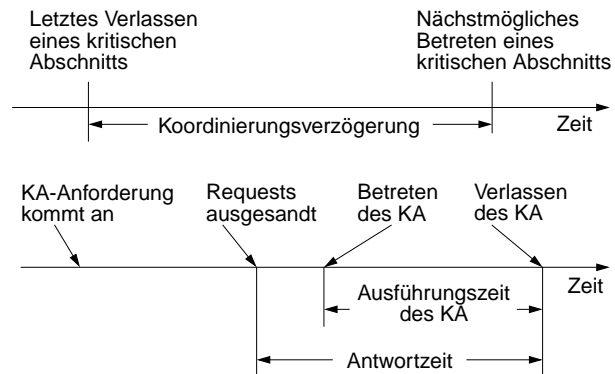 Letztes Verlassen
eines kritischen
Abschnitts
Nächstmögliches
Betreten eines
kritischen Abschnitts
Koordinierungsverzögerung
Zeit
KA-Anforderung
kommt an
Requests
ausgesandt
Betreten
des KA
Verlassen
des KA
Zeit
Ausführungszeit
des KA
Antwortzeit